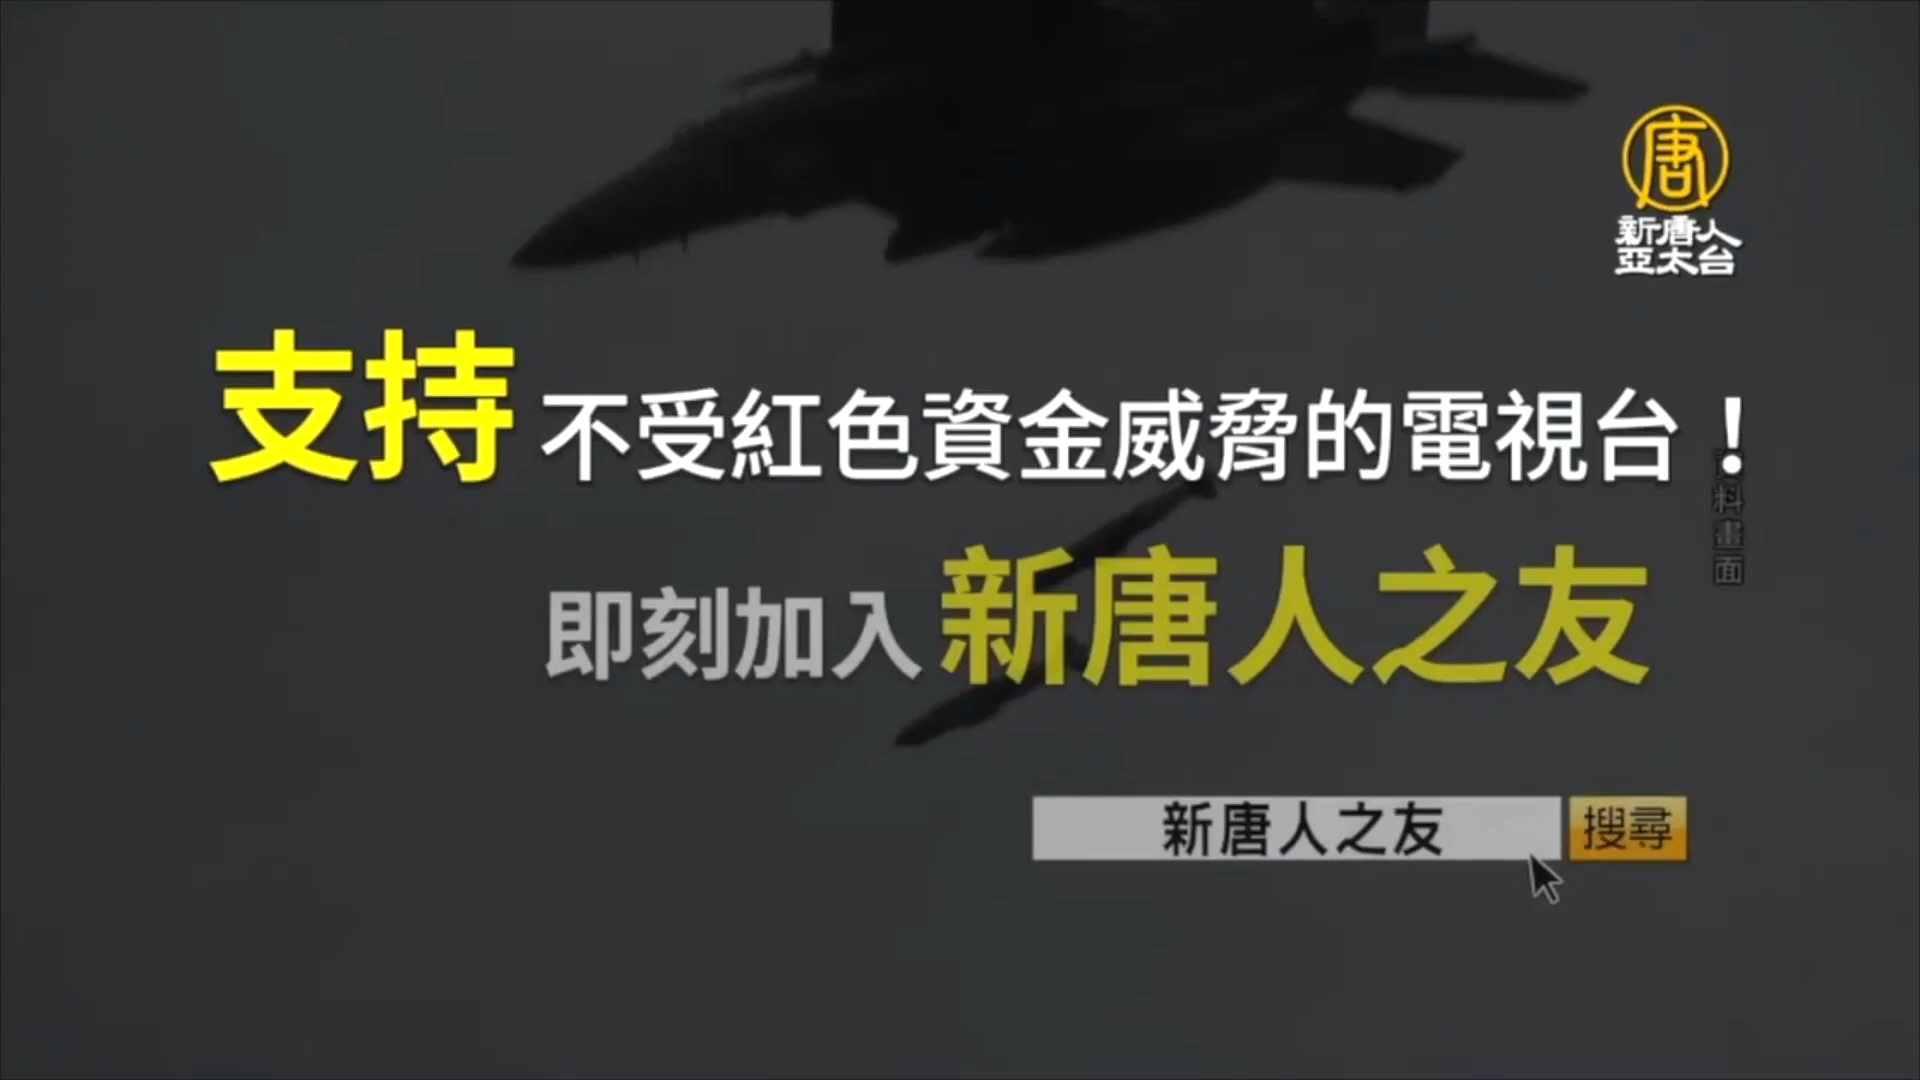 唐
新唐人
亞太台
支持不受紅色資金威脅的電視台！
資料畫面
即刻加入新唐人之友
新唐人之友 搜尋